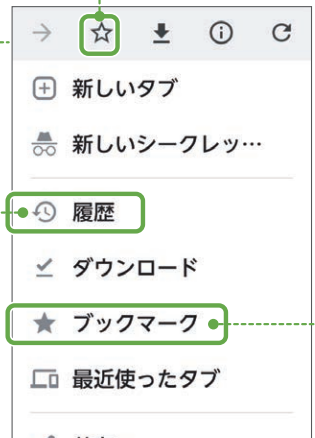 新しいタブ
新しいシークレッ…
履歴
ダウンロード
ブックマーク
最近使ったタブ